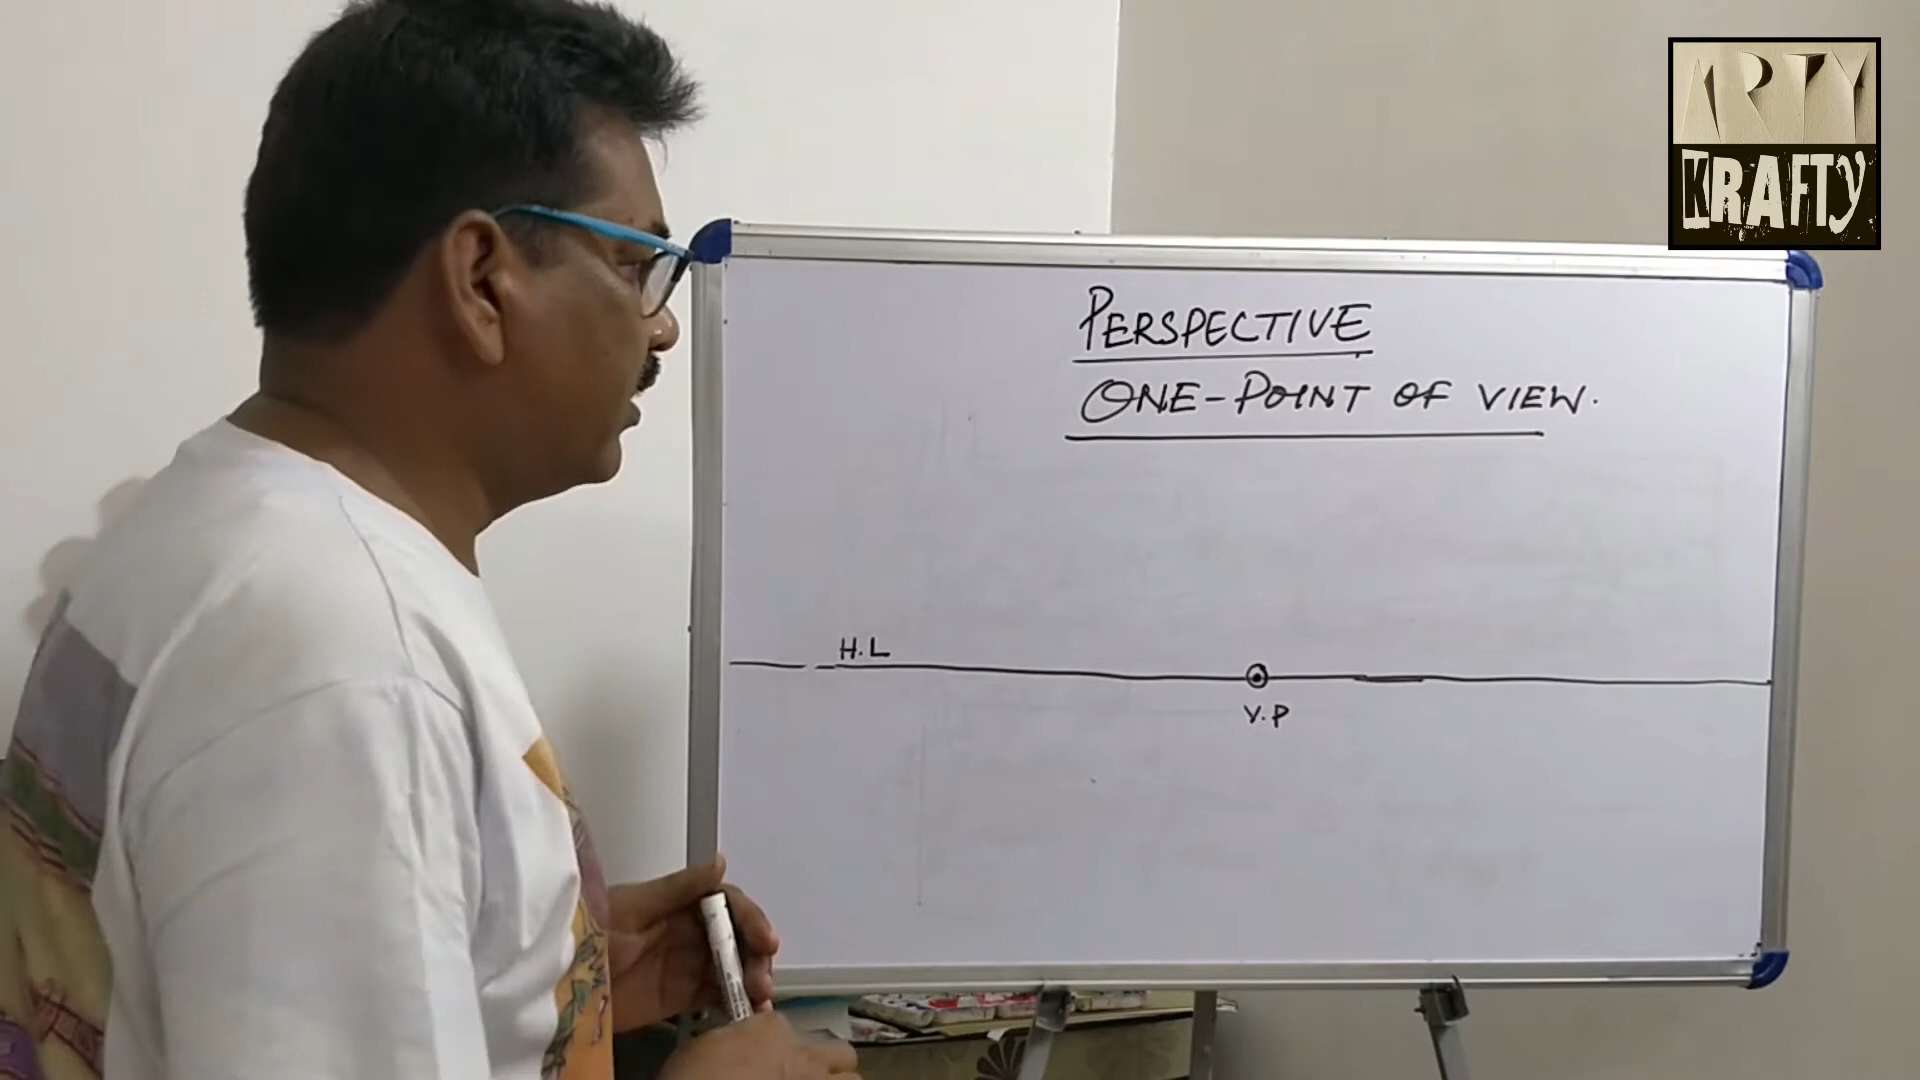 ARTY
KRAFTY
PERSPECTIVE
ONE-POINT OF VIEW.
H.L
V.P